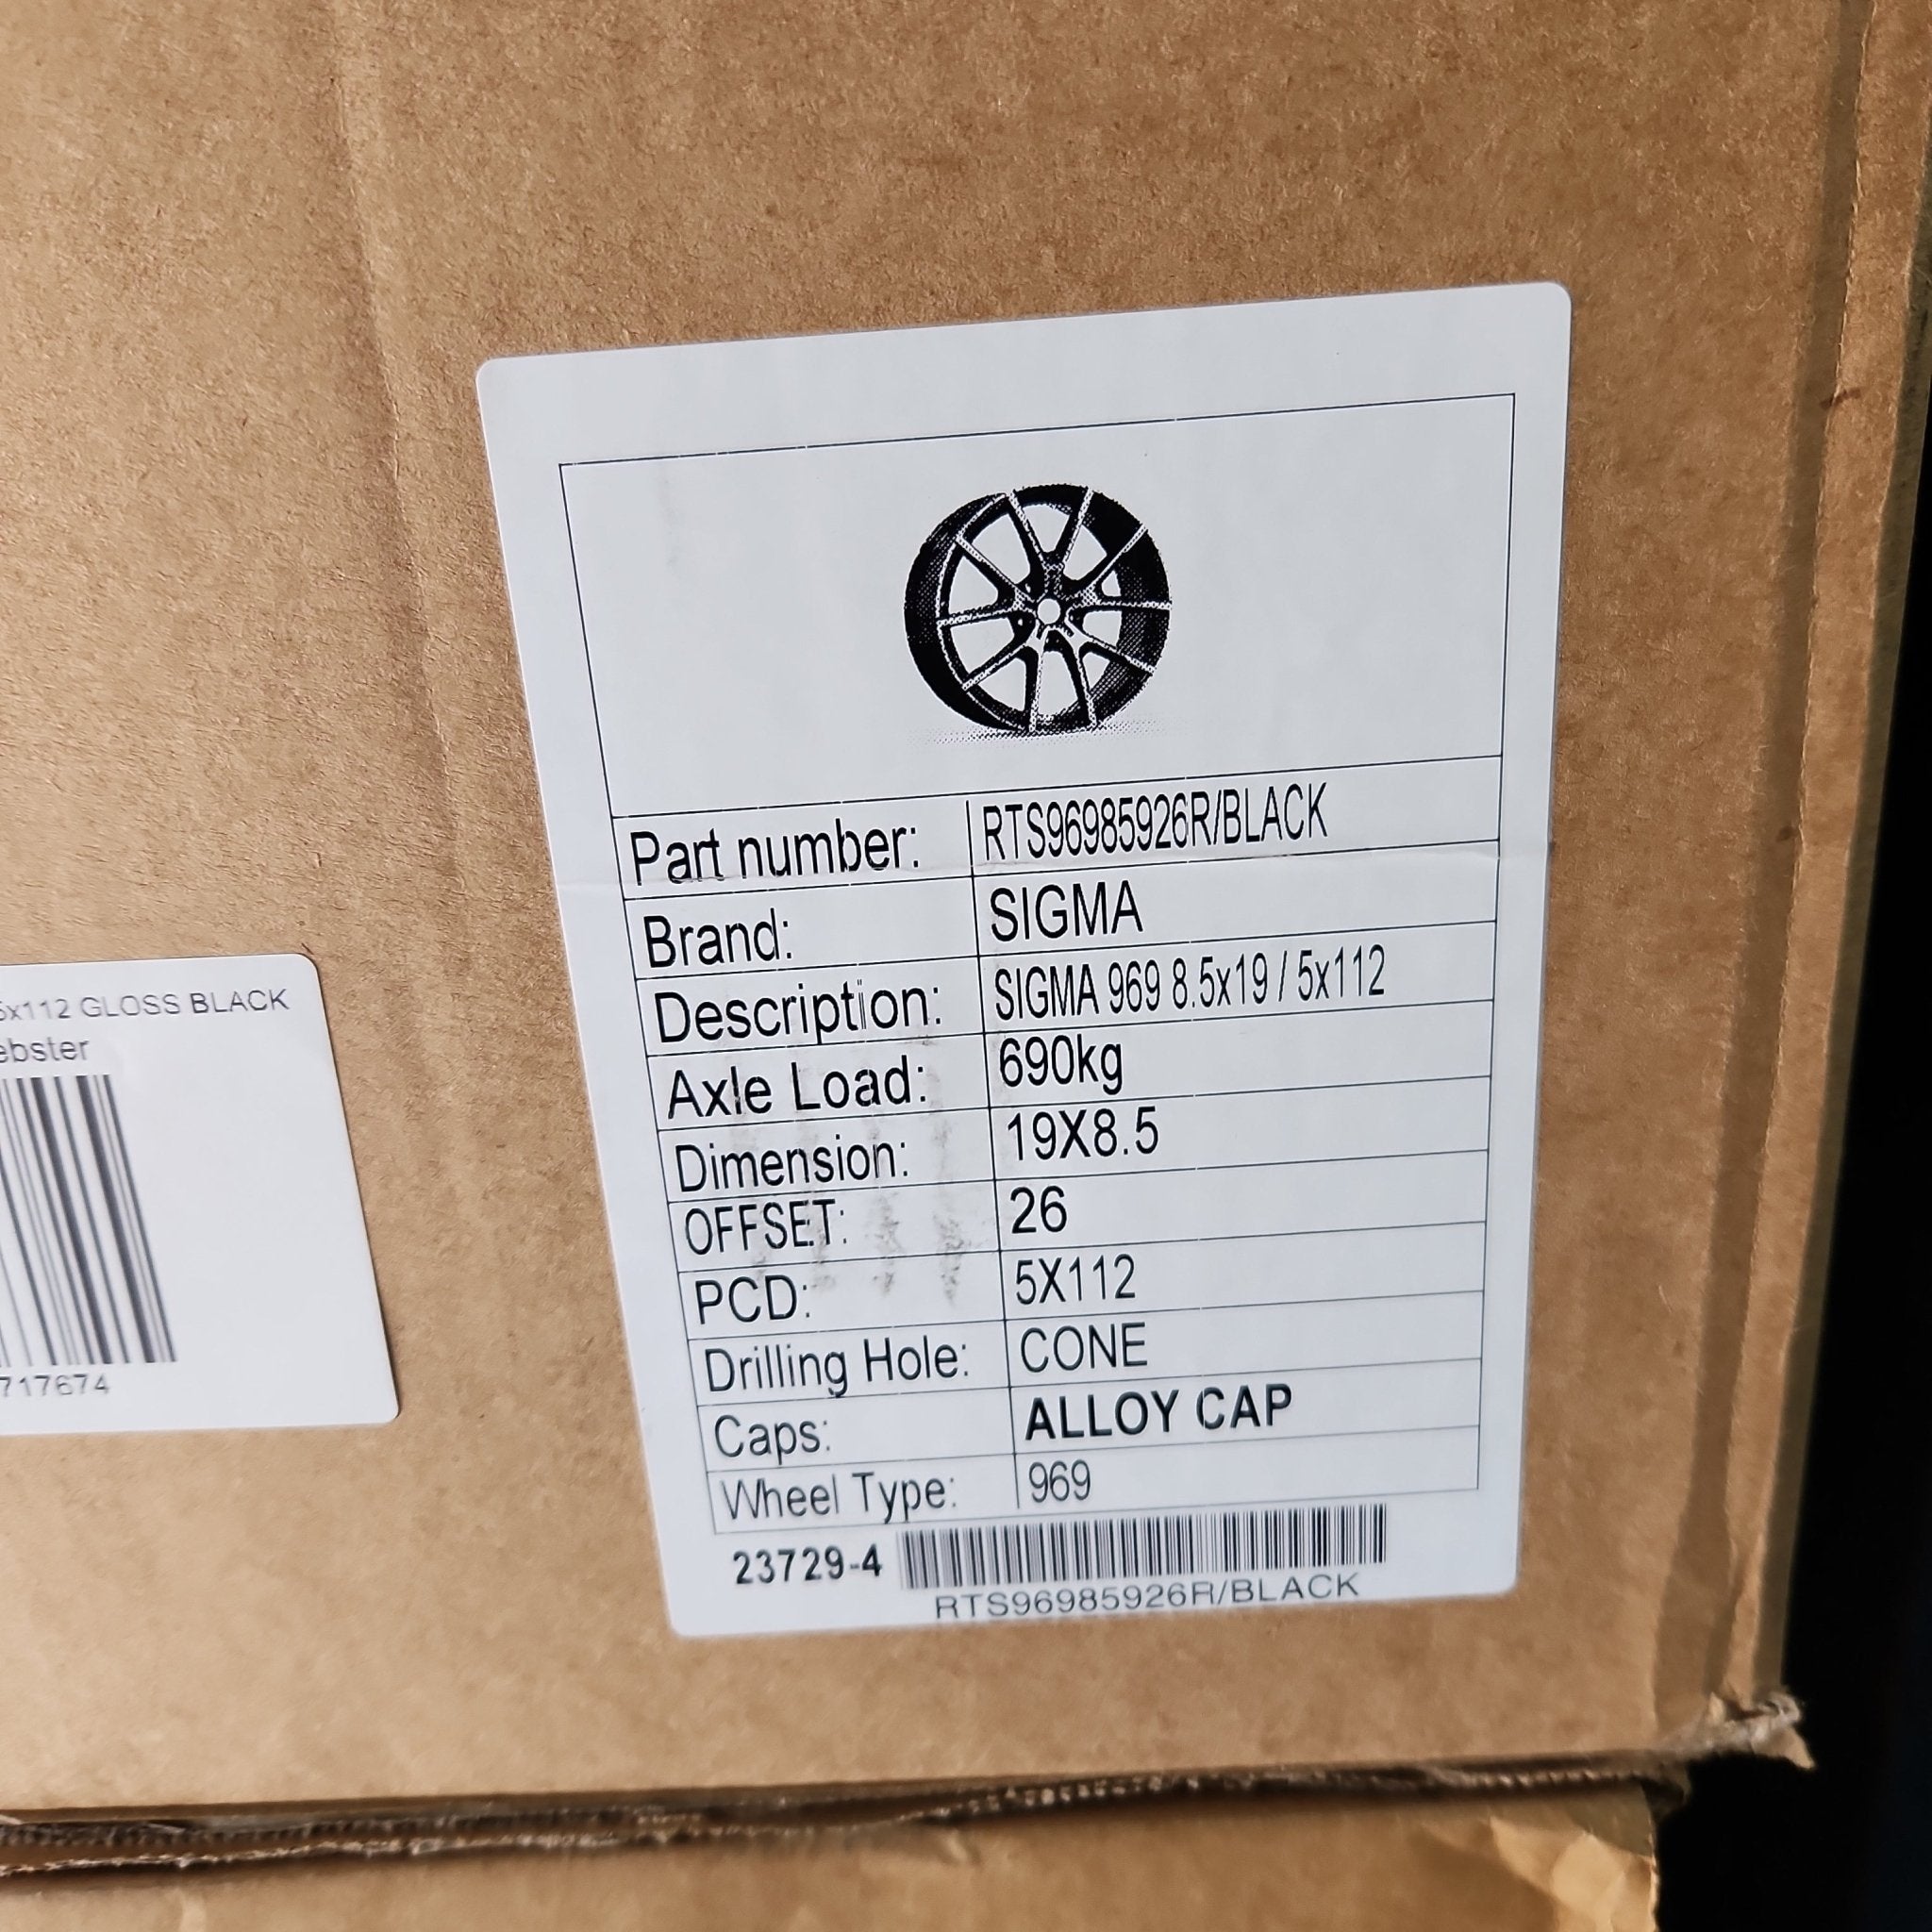 Part number: RTS96985926R/BLACK
Brand: SIGMA
Description: SIGMA 969 8.5x19 / 5x112
Axle Load: 690kg
Dimension: 19X8.5
OFFSET: 26
PCD: 5X112
Drilling Hole: CONE
Caps: ALLOY CAP
Wheel Type: 969
23729-4
RTS96985926R/BLACK
5x112 GLOSS BLACK
ebster
717674